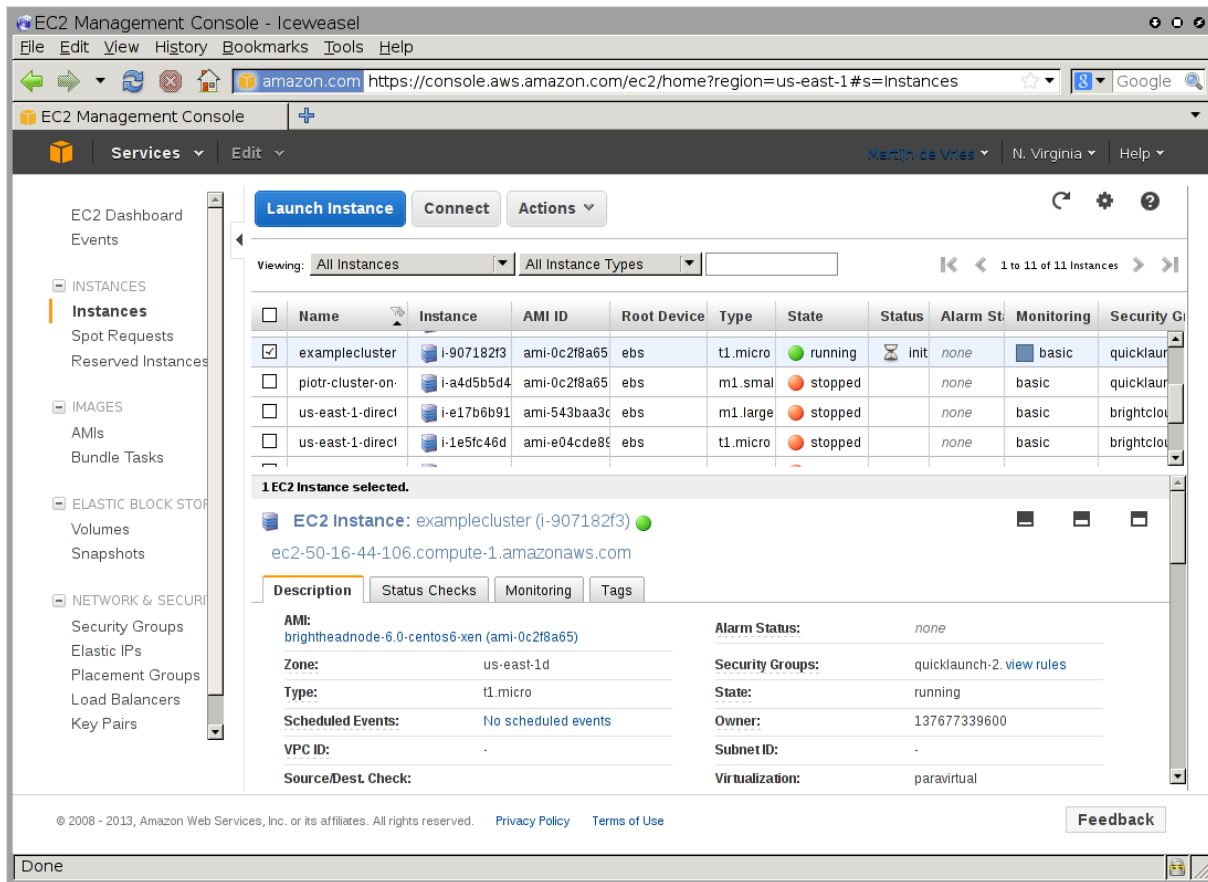 EC2 Management Console - Iceweasel
File Edit View History Bookmarks Tools Help
amazon.com https://console.aws.amazon.com/ec2/home?region=us-east-1#s=Instances 8 Google
EC2 Management Console
Services Edit Martijn de Vries N. Virginia Help
EC2 Dashboard
Events
INSTANCES
Instances
Spot Requests
Reserved Instances
IMAGES
AMIs
Bundle Tasks
ELASTIC BLOCK STOR
Volumes
Snapshots
NETWORK & SECURI
Security Groups
Elastic IPs
Placement Groups
Load Balancers
Key Pairs
Launch Instance Connect Actions
Viewing: All Instances All Instance Types 1 to 11 of 11 Instances
Name Instance AMI ID Root Device Type State Status Alarm St Monitoring Security G
examplecluster i-907182f3 ami-0c2f8a65 ebs t1.micro running init none basic quicklaun
piotr-cluster-on- i-a4d5b5d4 ami-0c2f8a65 ebs m1.smal stopped none basic quicklaun
us-east-1-direct i-e17b6b91 ami-543baa3c ebs m1.large stopped none basic brightclou
us-east-1-direct i-1e5fc46d ami-e04cde89 ebs t1.micro stopped none basic brightclou
1 EC2 Instance selected.
EC2 Instance: examplecluster (i-907182f3)
ec2-50-16-44-106.compute-1.amazonaws.com
Description Status Checks Monitoring Tags
AMI:
brightheadnode-6.0-centos6-xen (ami-0c2f8a65)
Alarm Status: none
Zone: us-east-1d Security Groups: quicklaunch-2. view rules
Type: t1.micro State: running
Scheduled Events: No scheduled events Owner: 137677339600
VPC ID: - Subnet ID: -
Source/Dest. Check: Virtualization: paravirtual
© 2008 - 2013, Amazon Web Services, Inc. or its affiliates. All rights reserved. Privacy Policy Terms of Use Feedback
Done